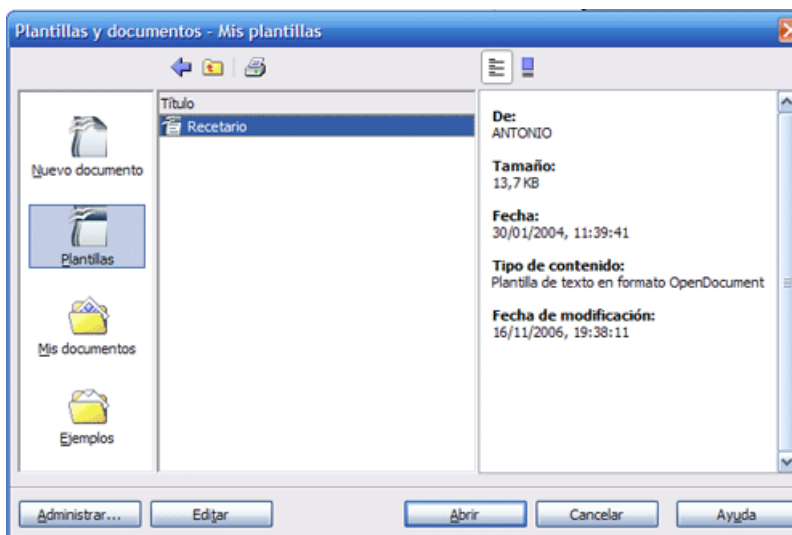 Plantillas y documentos - Mis plantillas
Nuevo documento
Plantillas
Mis documentos
Ejemplos
Título
Recetario
De:
ANTONIO
Tamaño:
13,7 KB
Fecha:
30/01/2004, 11:39:41
Tipo de contenido:
Plantilla de texto en formato OpenDocument
Fecha de modificación:
16/11/2006, 19:38:11
Administrar... Editar Abrir Cancelar Ayuda